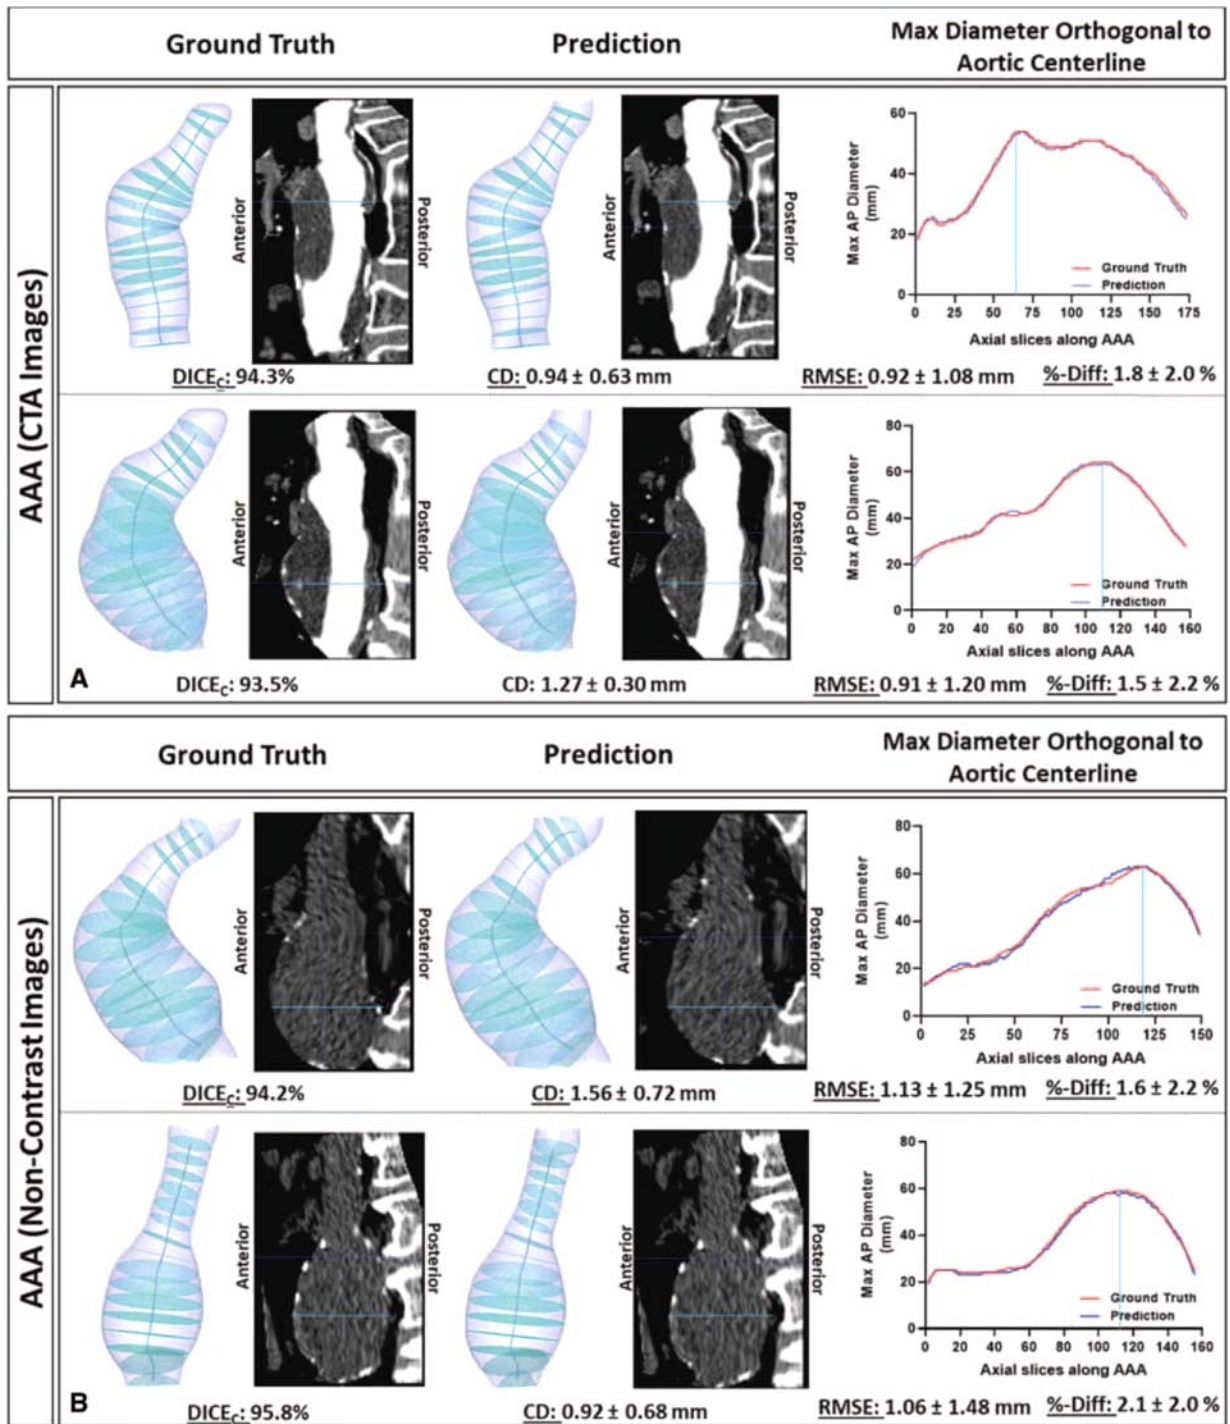 Ground Truth
Prediction
Max Diameter Orthogonal to
Aortic Centerline
AAA (CTA Images)
Anterior
Posterior
Anterior
Posterior
Max AP Diameter
(mm)
60
40
20
0
0 25 50 75 100 125 150 175
Ground Truth
Prediction
Axial slices along AAA
DICEC: 94.3%
CD: 0.94 ± 0.63 mm
RMSE: 0.92 ± 1.08 mm
%-Diff: 1.8 ± 2.0 %
Anterior
Posterior
Anterior
Posterior
Max AP Diameter
(mm)
80
60
40
20
0
0 20 40 60 80 100 120 140 160
Ground Truth
Prediction
Axial slices along AAA
A
DICEC: 93.5%
CD: 1.27 ± 0.30 mm
RMSE: 0.91 ± 1.20 mm
%-Diff: 1.5 ± 2.2 %
Ground Truth
Prediction
Max Diameter Orthogonal to
Aortic Centerline
AAA (Non-Contrast Images)
Anterior
Posterior
Anterior
Posterior
Max AP Diameter
(mm)
80
60
40
20
0
0 25 50 75 100 125 150
Ground Truth
Prediction
Axial slices along AAA
DICEC: 94.2%
CD: 1.56 ± 0.72 mm
RMSE: 1.13 ± 1.25 mm
%-Diff: 1.6 ± 2.2 %
Anterior
Posterior
Anterior
Posterior
Max AP Diameter
(mm)
80
60
40
20
0
0 20 40 60 80 100 120 140 160
Ground Truth
Prediction
Axial slices along AAA
B
DICEC: 95.8%
CD: 0.92 ± 0.68 mm
RMSE: 1.06 ± 1.48 mm
%-Diff: 2.1 ± 2.0 %